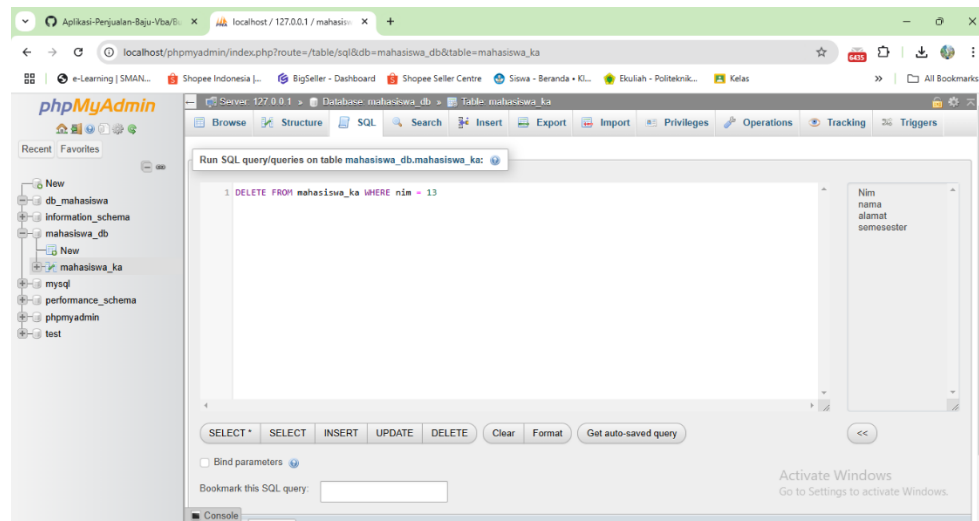 Aplikasi-Penjualan-Baju-Vba/Bu
localhost / 127.0.0.1 / mahasisw
localhost/phpmyadmin/index.php?route=/table/sql&db=mahasiswa_db&table=mahasiswa_ka
6435
e-Learning | SMAN... Shopee Indonesia |... BigSeller - Dashboard Shopee Seller Centre Siswa - Beranda • Kl... Ekuliah - Politeknik... Kelas » All Bookmarks
phpMyAdmin
Server: 127.0.0.1 » Database: mahasiswa_db » Table: mahasiswa_ka
Browse Structure SQL Search Insert Export Import Privileges Operations Tracking Triggers
Recent Favorites
New
db_mahasiswa
information_schema
mahasiswa_db
New
mahasiswa_ka
mysql
performance_schema
phpmyadmin
test
Run SQL query/queries on table mahasiswa_db.mahasiswa_ka:
1 DELETE FROM mahasiswa_ka WHERE nim = 13
Nim
nama
alamat
semesester
SELECT * SELECT INSERT UPDATE DELETE Clear Format Get auto-saved query <<
Bind parameters
Bookmark this SQL query:
Console
Activate Windows
Go to Settings to activate Windows.